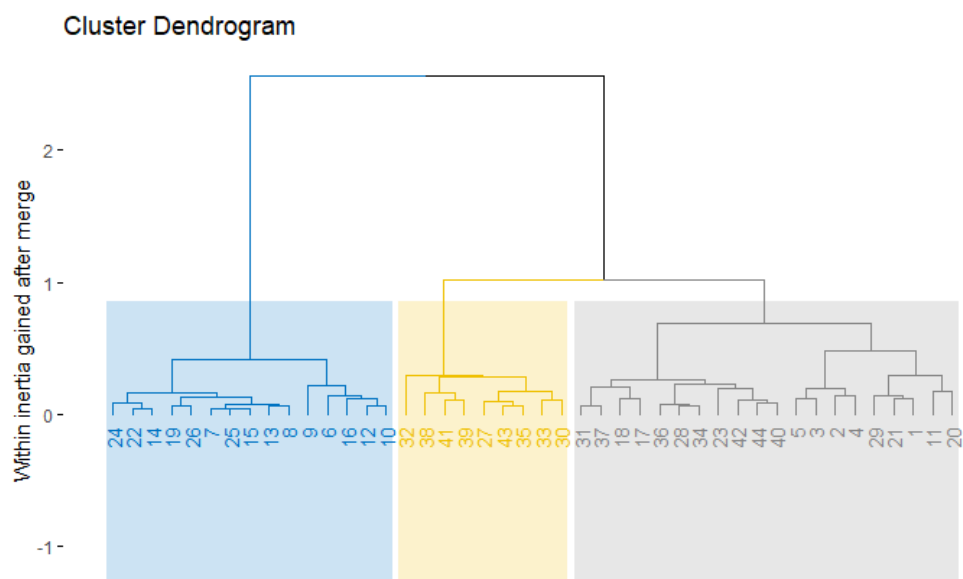 Cluster Dendrogram
Within inertia gained after merge
2
1
0
-1
24 22 14 19 26 7 25 15 13 8 9 6 16 12 10 32 38 41 39 27 43 35 33 30 31 37 18 17 36 28 34 23 42 44 40 5 3 2 4 29 21 1 11 20